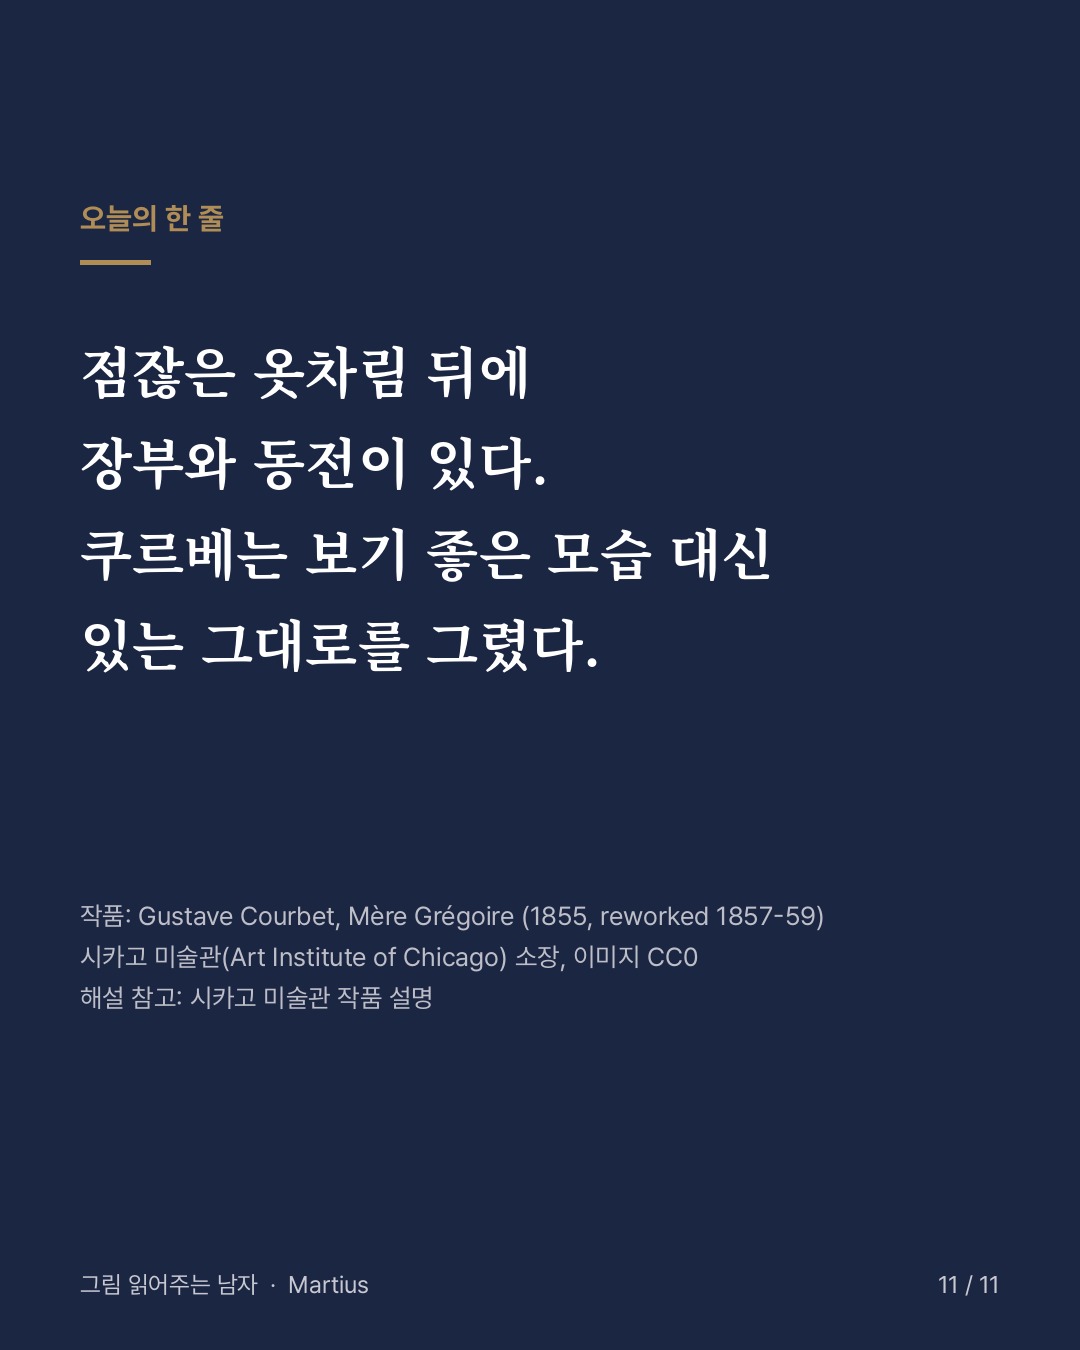 오늘의 한 줄
점잖은 옷차림 뒤에
장부와 동전이 있다.
쿠르베는 보기 좋은 모습 대신
있는 그대로를 그렸다.
작품: Gustave Courbet, Mère Grégoire (1855, reworked 1857-59)
시카고 미술관(Art Institute of Chicago) 소장, 이미지 CC0
해설 참고: 시카고 미술관 작품 설명
그림 읽어주는 남자 · Martius
11 / 11